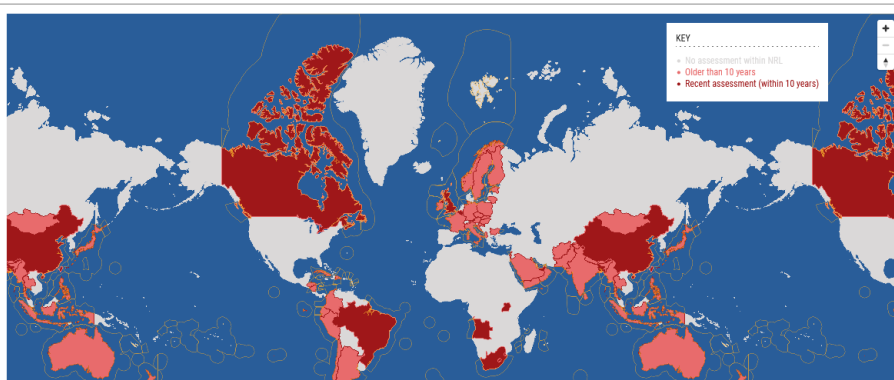 KEY
No assessment within NRL
Older than 10 years
Recent assessment (within 10 years)